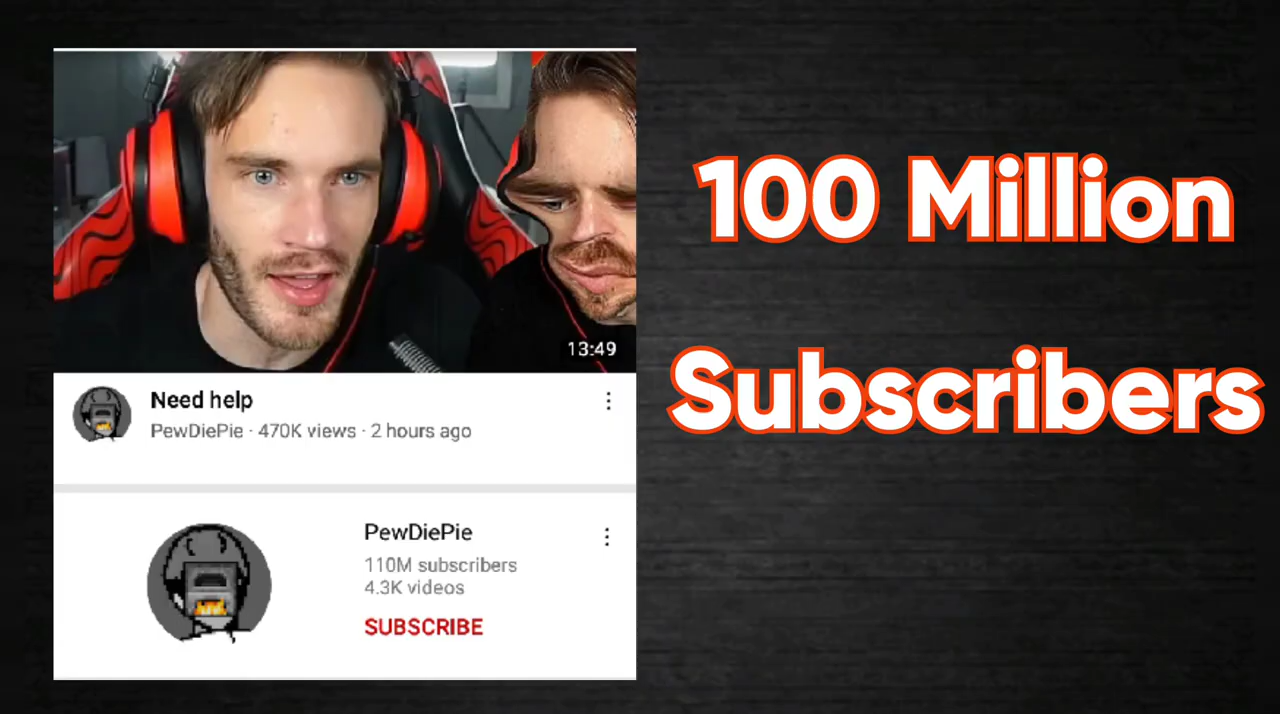 13:49
Need help
PewDiePie · 470K views · 2 hours ago
PewDiePie
110M subscribers
4.3K videos
SUBSCRIBE
100 Million
Subscribers